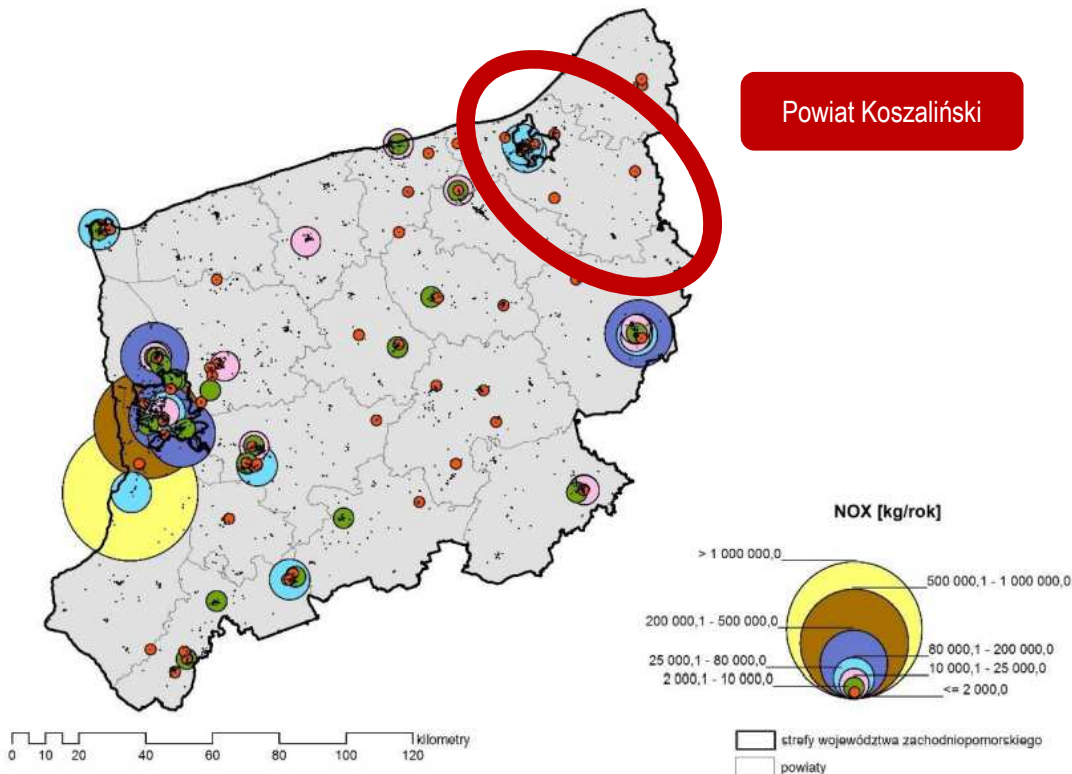 Powiat Koszaliński
NOX [kg/rok]
> 1 000 000,0
500 000,1 - 1 000 000,0
200 000,1 - 500 000,0
80 000,1 - 200 000,0
25 000,1 - 80 000,0
10 000,1 - 25 000,0
2 000,1 - 10 000,0
<= 2 000,0
kilometry
0 10 20 40 60 80 100 120
strefy województwa zachodniopomorskiego
powiaty